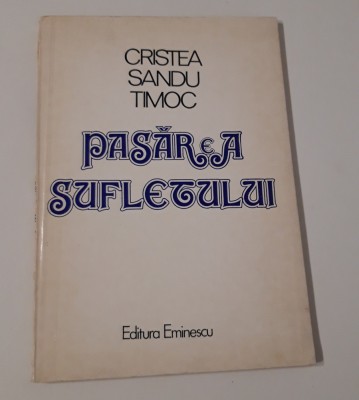 CRISTEA
SANDU
TIMOC
PASĂREA
SUFLETULUI
Editura Eminescu